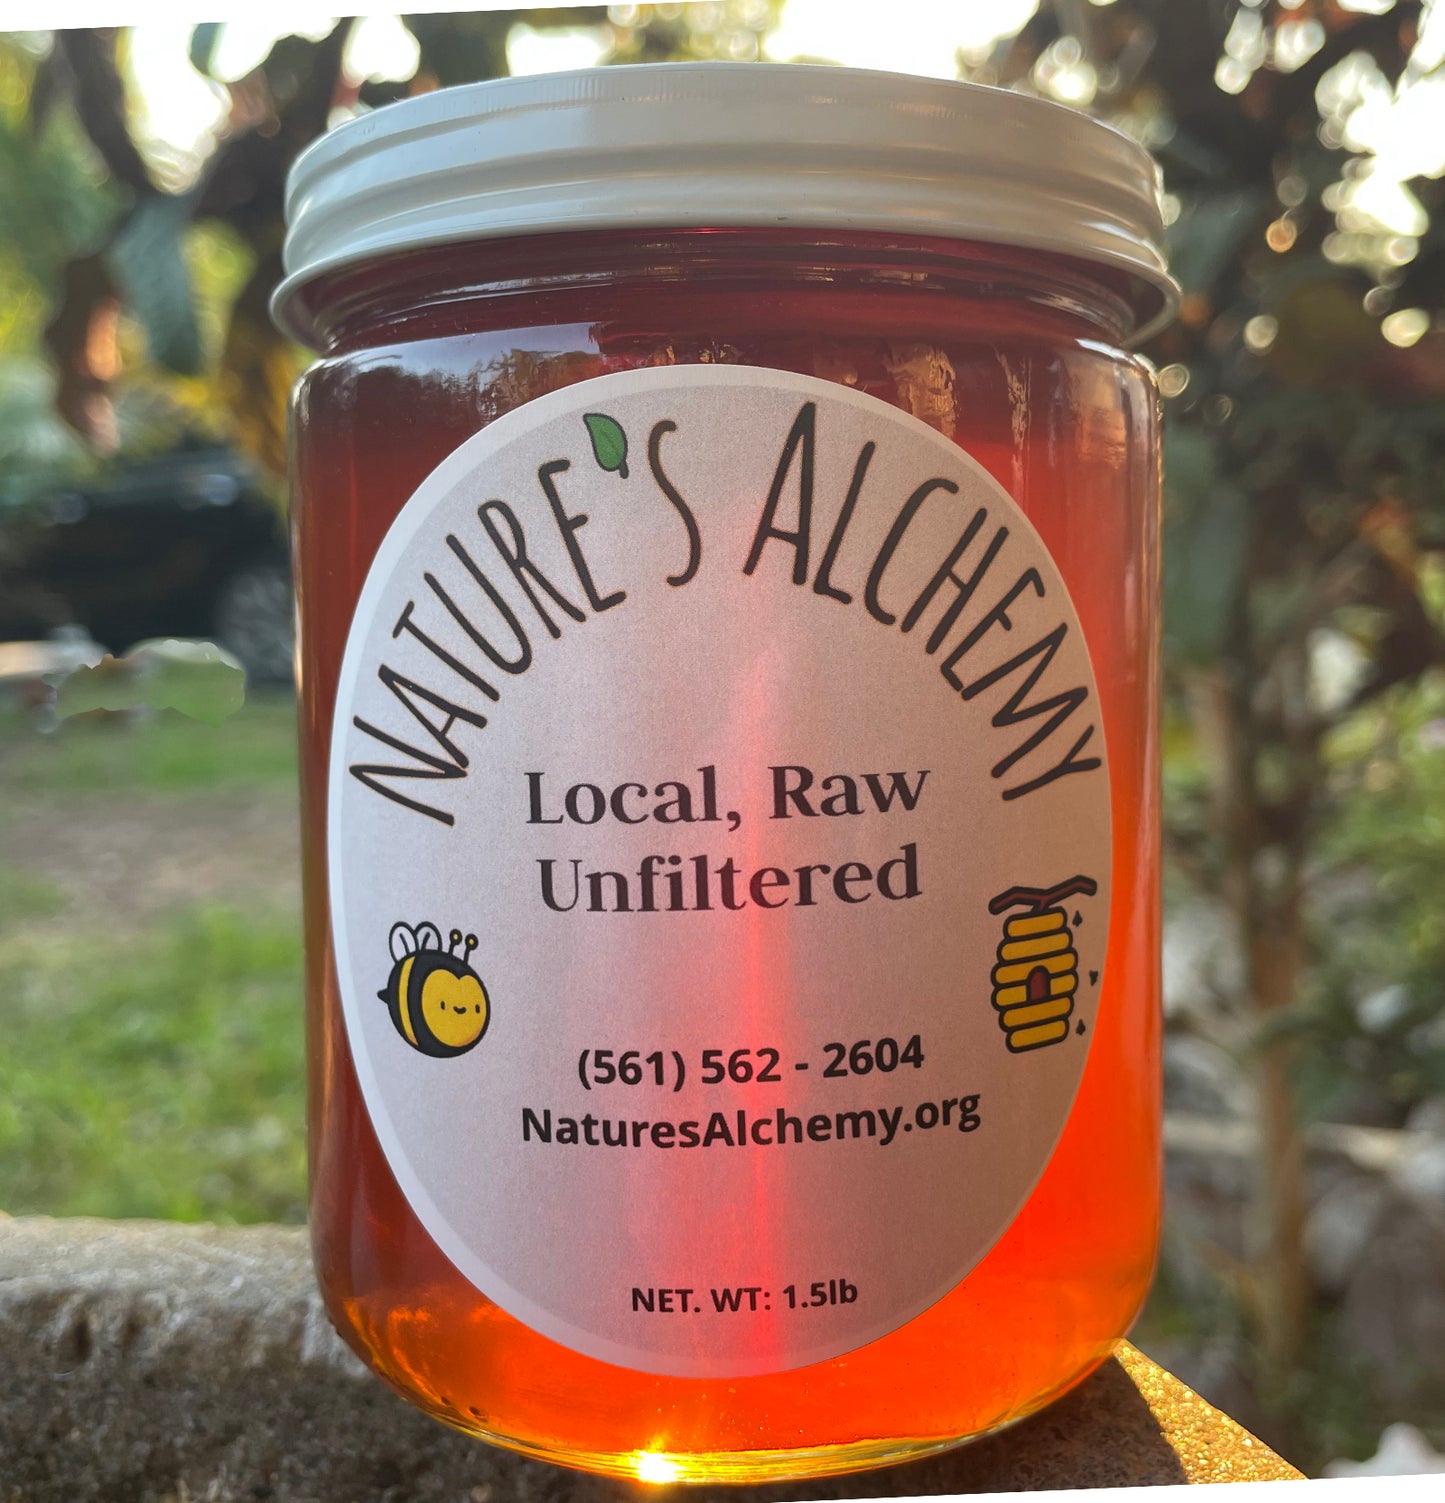 NATURE'S ALCHEMY
Local, Raw
Unfiltered
(561) 562 - 2604
NaturesAlchemy.org
NET. WT: 1.5lb